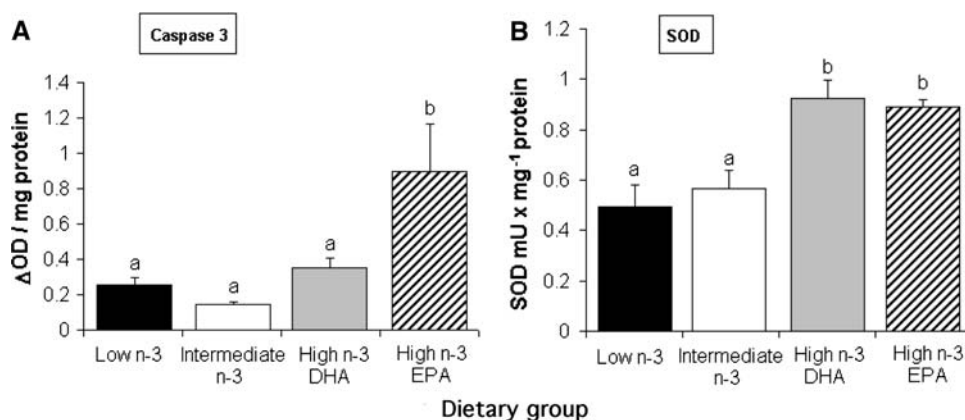 A
Caspase 3
ΔOD / mg protein
1.4
1.2
1
0.8
0.6
0.4
0.2
0
a
a
a
b
Low n-3
Intermediate n-3
High n-3 DHA
High n-3 EPA
B
SOD
SOD mU x mg⁻¹ protein
1.2
1
0.8
0.6
0.4
0.2
0
a
a
b
b
Low n-3
Intermediate n-3
High n-3 DHA
High n-3 EPA
Dietary group